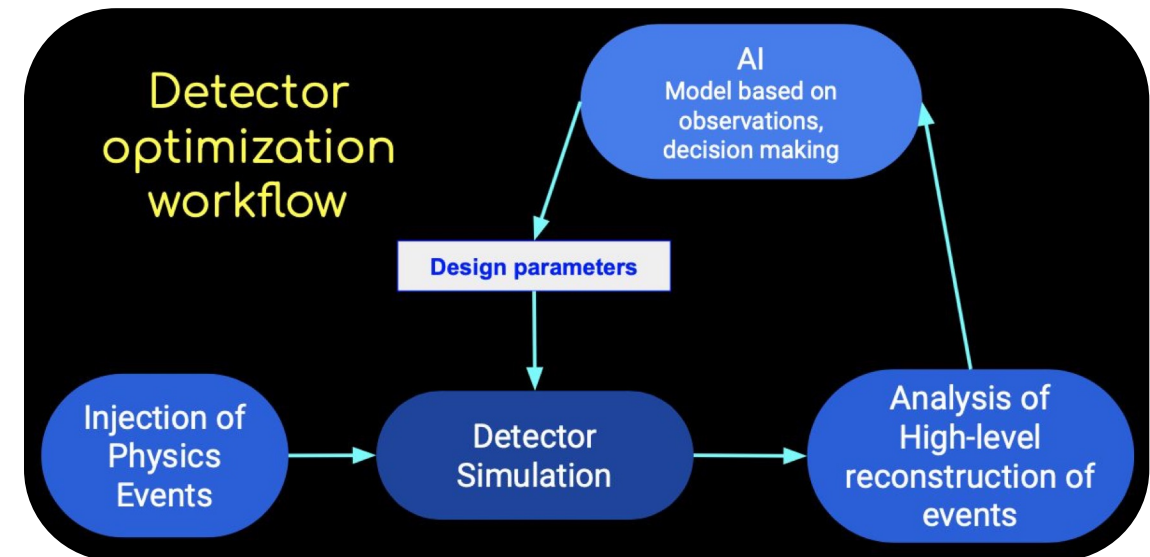 Detector
optimization
workflow
AI
Model based on
observations,
decision making
Design parameters
Injection of
Physics
Events
Detector
Simulation
Analysis of
High-level
reconstruction of
events